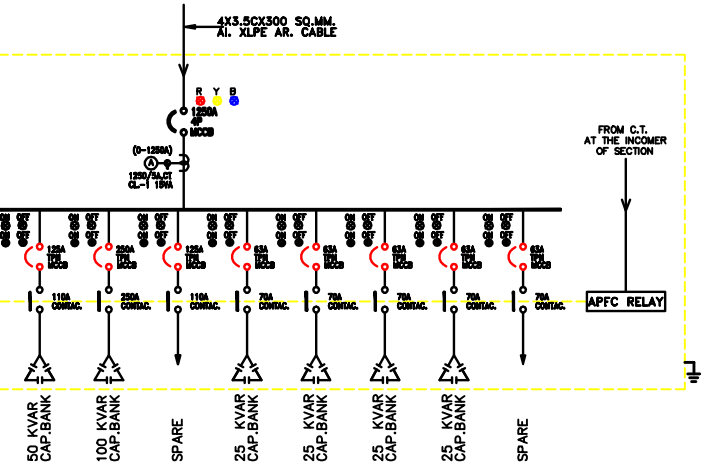 4X3.5CX300 SQ.MM.
Al. XLPE AR. CABLE
R Y B
1250A
4P
MCCB
(0-1250A)
A
1250/5A,CT
CL.-1 15VA
FROM C.T.
AT THE INCOMER
OF SECTION
ON OFF ON OFF ON OFF ON OFF ON OFF ON OFF ON OFF ON OFF
125A 250A 125A 63A 63A 63A 63A 63A
TPN TPN TPN TPN TPN TPN TPN TPN
MCCB MCCB MCCB MCCB MCCB MCCB MCCB MCCB
110A 250A 110A 70A 70A 70A 70A 70A
CONTAC. CONTAC. CONTAC. CONTAC. CONTAC. CONTAC. CONTAC. CONTAC.
APFC RELAY
50 KVAR
CAP.BANK
100 KVAR
CAP.BANK
SPARE
25 KVAR
CAP.BANK
25 KVAR
CAP.BANK
25 KVAR
CAP.BANK
25 KVAR
CAP.BANK
SPARE